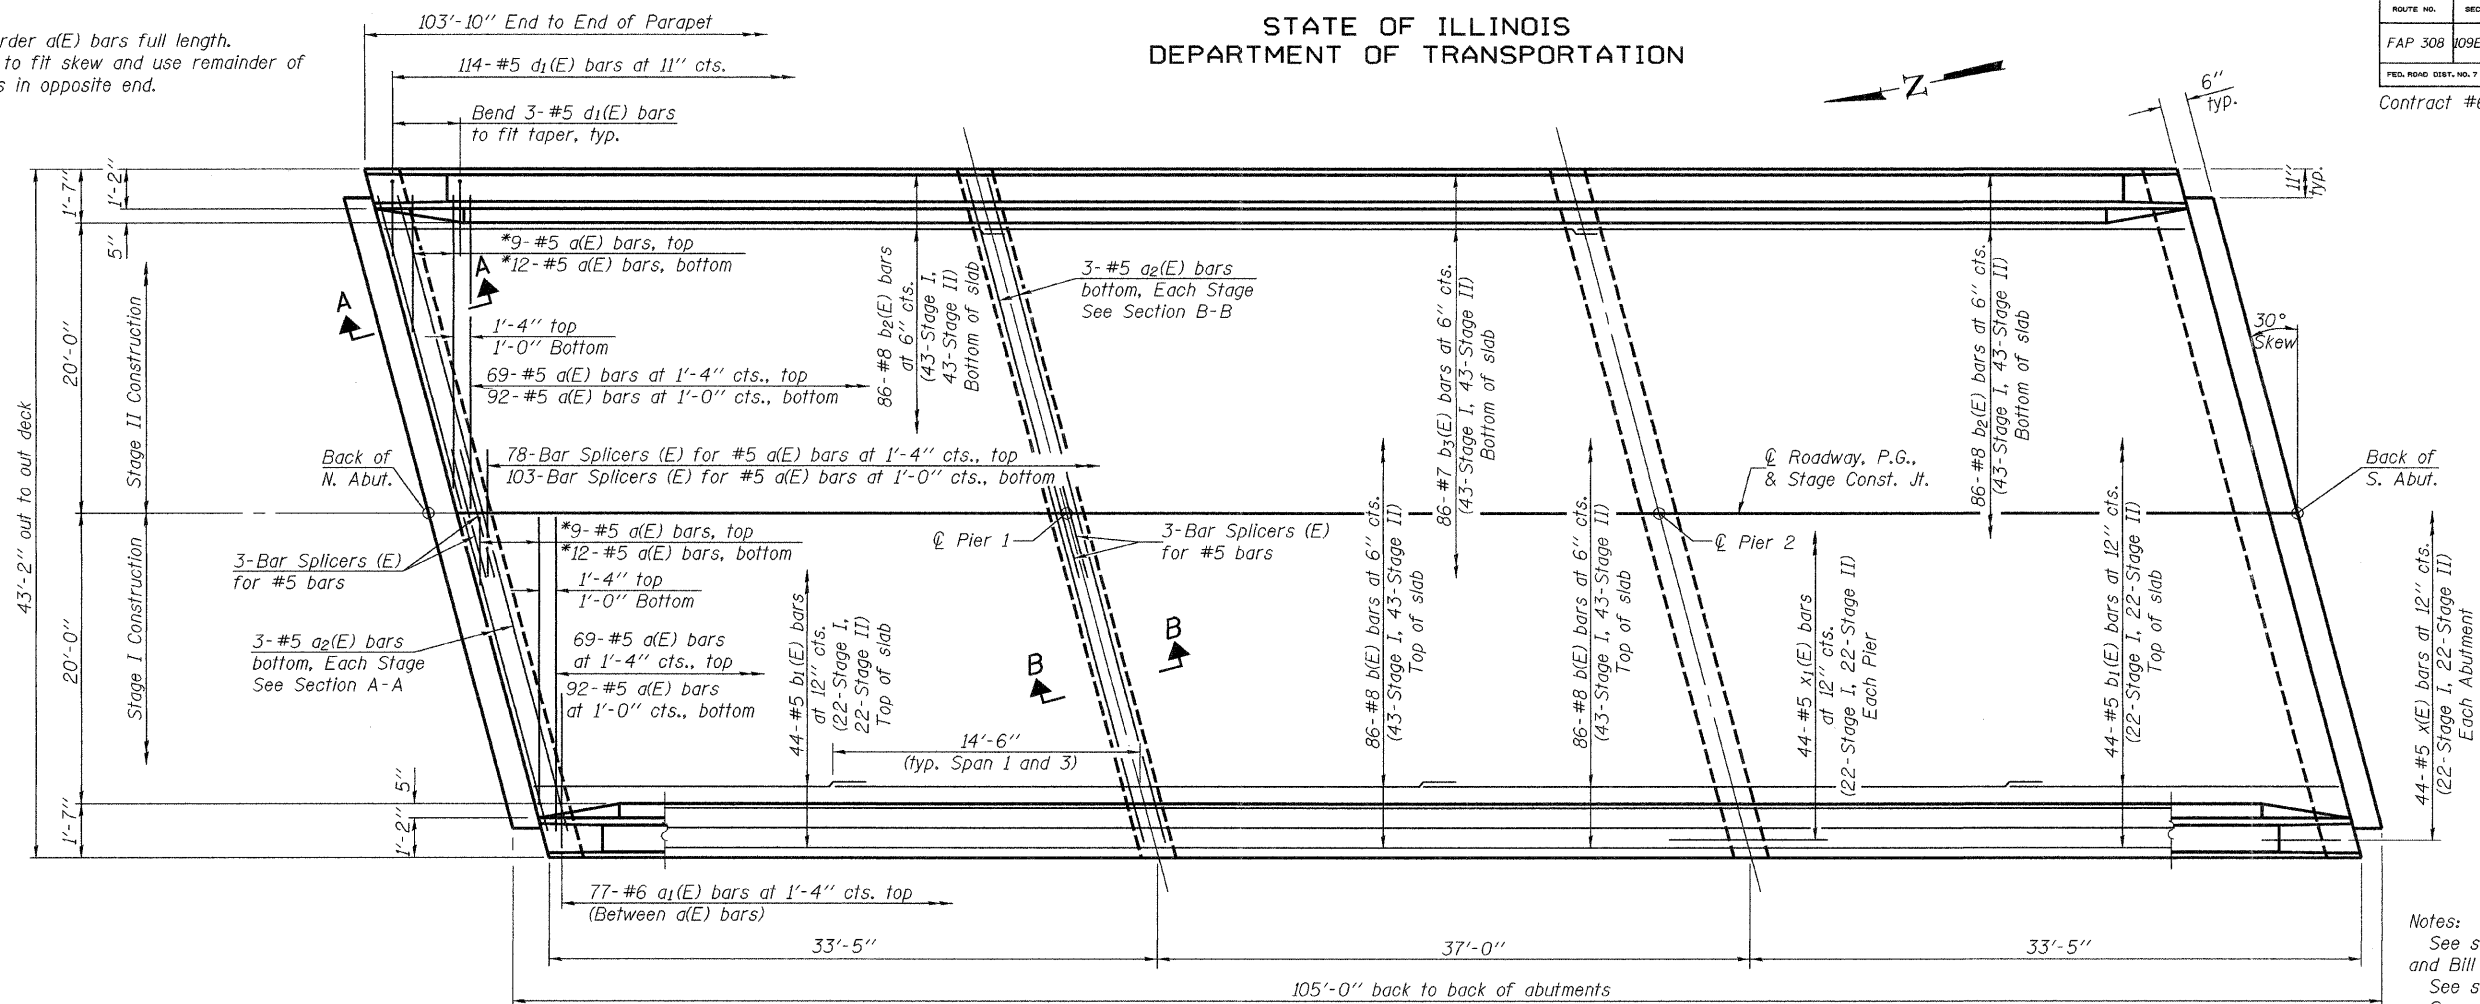 STATE OF ILLINOIS
DEPARTMENT OF TRANSPORTATION
ROUTE NO.
FAP 308
FED. ROAD DIST. NO. 7
Contract
a(E) bars full length.
to fit skew and use remainder of
in opposite end.
103'-10" End to End of Parapet
114-#5 d1(E) bars at 11" cts.
Bend 3-#5 d1(E) bars
to fit taper, typ.
Z
6"
typ.
11"
typ.
1'-7"
1'-2"
5"
20'-0"
20'-0"
43'-2" out to out deck
Stage II Construction
Stage I Construction
A
A
*9-#5 a(E) bars, top
*12-#5 a(E) bars, bottom
1'-4" top
1'-0" Bottom
69-#5 a(E) bars at 1'-4" cts., top
92-#5 a(E) bars at 1'-0" cts., bottom
86-#8 b2(E) bars
at 6" cts.
(43-Stage I,
43-Stage II)
Bottom of slab
3-#5 a2(E) bars
bottom, Each Stage
See Section B-B
86-#7 b3(E) bars at 6" cts.
(43-Stage I, 43-Stage II)
Bottom of slab
86-#8 b2(E) bars at 6" cts.
(43-Stage I, 43-Stage II)
Bottom of slab
30°
Skew
Back of
N. Abut.
78-Bar Splicers (E) for #5 a(E) bars at 1'-4" cts., top
103-Bar Splicers (E) for #5 a(E) bars at 1'-0" cts., bottom
℄ Roadway, P.G.,
& Stage Const. Jt.
Back of
S. Abut.
3-Bar Splicers (E)
for #5 bars
*9-#5 a(E) bars, top
*12-#5 a(E) bars, bottom
℄ Pier 1
3-Bar Splicers (E)
for #5 bars
℄ Pier 2
1'-4" top
1'-0" Bottom
3-#5 a2(E) bars
bottom, Each Stage
See Section A-A
69-#5 a(E) bars
at 1'-4" cts., top
92-#5 a(E) bars
at 1'-0" cts., bottom
44-#5 b1(E) bars
at 12" cts.
(22-Stage I,
22-Stage II)
Top of slab
B
B
86-#8 b(E) bars at 6" cts.
(43-Stage I, 43-Stage II)
Top of slab
86-#8 b(E) bars at 6" cts.
(43-Stage I, 43-Stage II)
Top of slab
44-#5 x1(E) bars
at 12" cts.
(22-Stage I, 22-Stage II)
Each Pier
44-#5 b1(E) bars at 12" cts.
(22-Stage I, 22-Stage II)
Top of slab
44-#5 x(E) bars at 12" cts.
(22-Stage I, 22-Stage II)
Each Abutment
14'-6"
(typ. Span 1 and 3)
5"
1'-7"
1'-2"
77-#6 a1(E) bars at 1'-4" cts. top
(Between a(E) bars)
33'-5"
37'-0"
33'-5"
105'-0" back to back of abutments
Notes:
See
and Bill
See